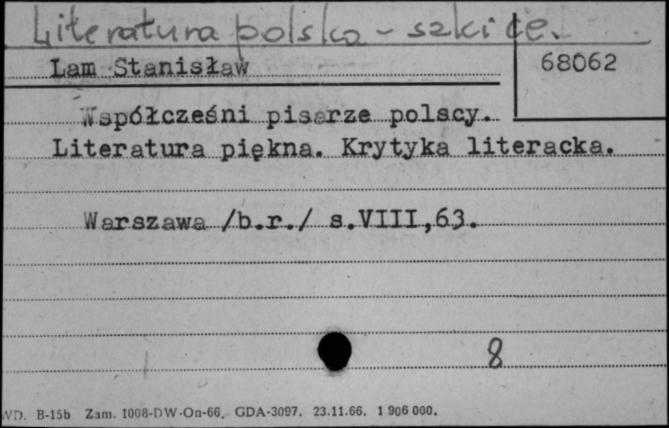 Literatura polska - szkice.
Lam Stanisław
68062
Współcześni pisarze polscy.
Literatura piękna. Krytyka literacka.
Warszawa /b.r./ s.VIII,63.
8
WD. B-15b Zam. 1008-DW-On-66. GDA-3097. 23.11.66. 1 906 000.